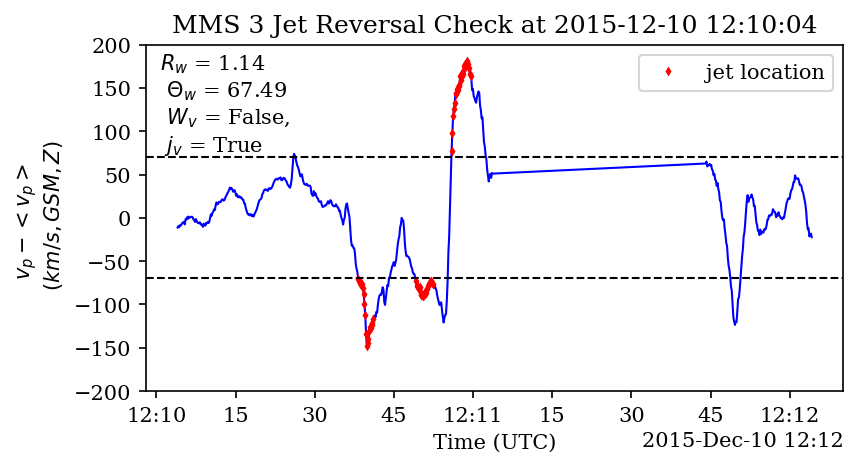 MMS 3 Jet Reversal Check at 2015-12-10 12:10:04
R_w = 1.14
Θ_w = 67.49
W_v = False,
j_v = True
jet location
200
150
100
50
0
−50
−100
−150
−200
v_p − < v_p >
(km/s, GSM, Z)
12:10 15 30 45 12:11 15 30 45 12:12
Time (UTC)
2015-Dec-10 12:12